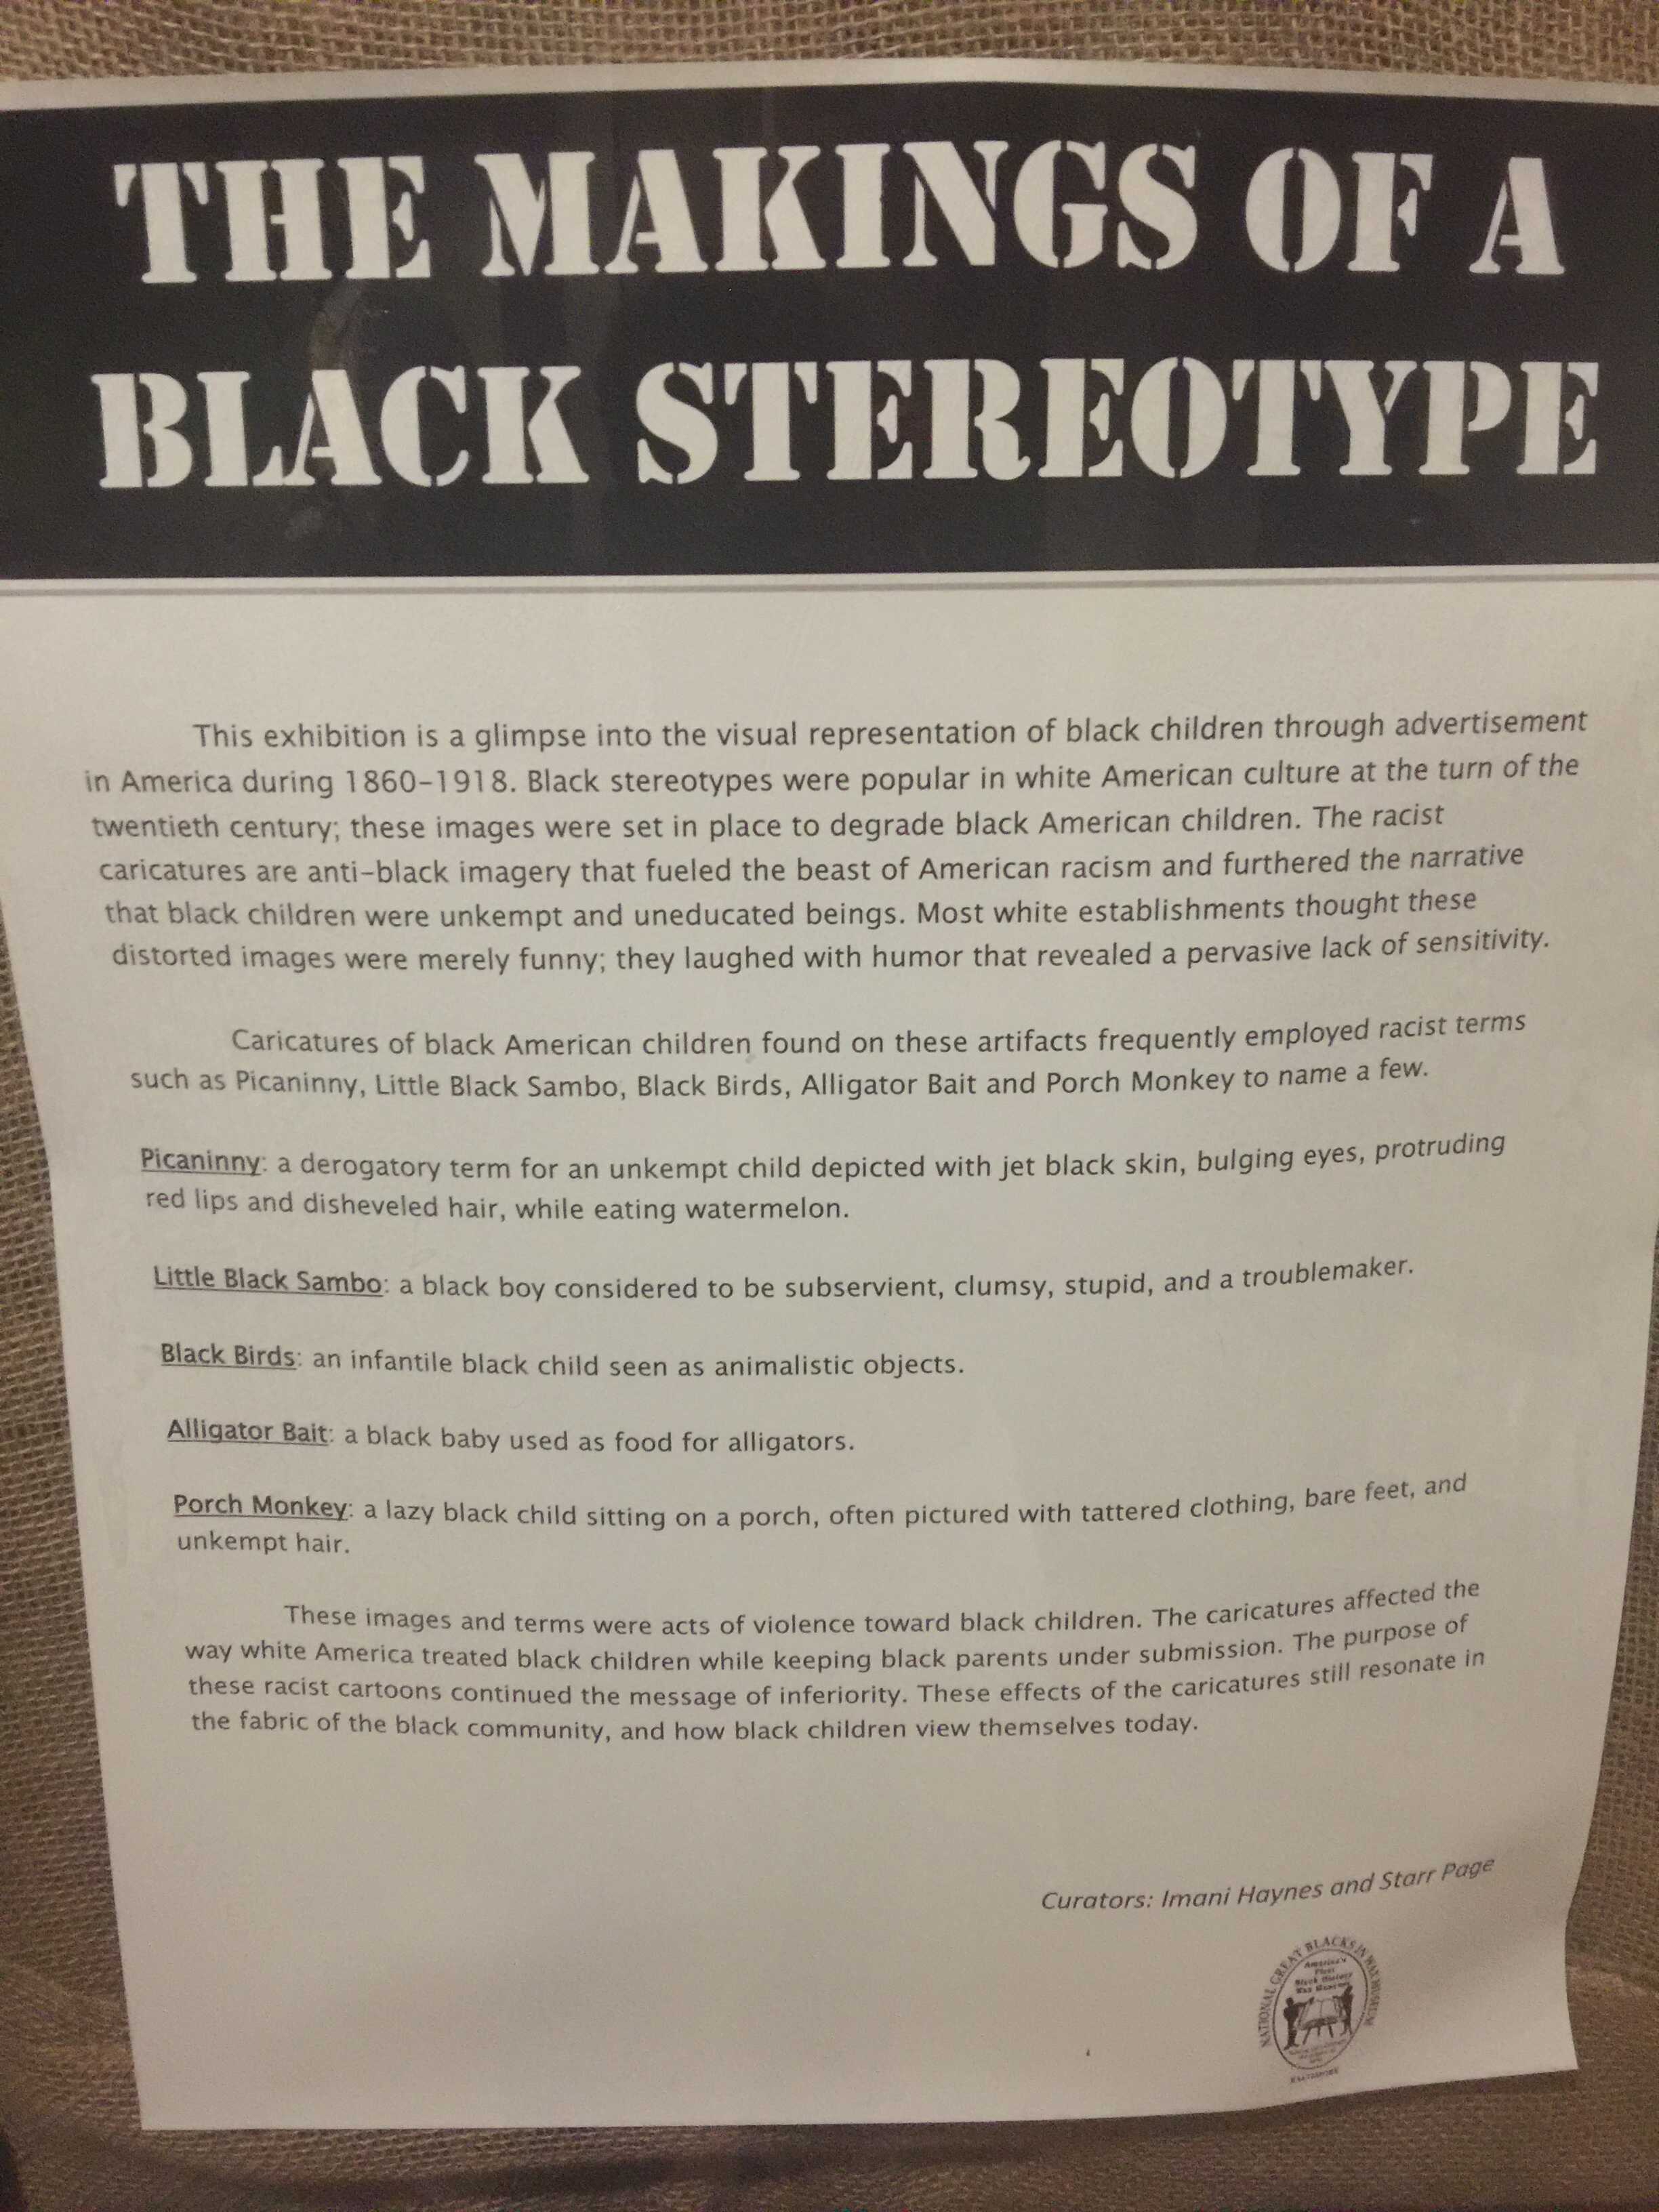 THE MAKINGS OF A
BLACK STEREOTYPE
This exhibition is a glimpse into the visual representation of black children through advertisement
in America during 1860-1918. Black stereotypes were popular in white American culture at the turn of the
twentieth century; these images were set in place to degrade black American children. The racist
caricatures are anti-black imagery that fueled the beast of American racism and furthered the narrative
that black children were unkempt and uneducated beings. Most white establishments thought these
distorted images were merely funny; they laughed with humor that revealed a pervasive lack of sensitivity.
Caricatures of black American children found on these artifacts frequently employed racist terms
such as Picaninny, Little Black Sambo, Black Birds, Alligator Bait and Porch Monkey to name a few.
Picaninny: a derogatory term for an unkempt child depicted with jet black skin, bulging eyes, protruding
red lips and disheveled hair, while eating watermelon.
Little Black Sambo: a black boy considered to be subservient, clumsy, stupid, and a troublemaker.
Black Birds: an infantile black child seen as animalistic objects.
Alligator Bait: a black baby used as food for alligators.
Porch Monkey: a lazy black child sitting on a porch, often pictured with tattered clothing, bare feet, and
unkempt hair.
These images and terms were acts of violence toward black children. The caricatures affected the
way white America treated black children while keeping black parents under submission. The purpose of
these racist cartoons continued the message of inferiority. These effects of the caricatures still resonate in
the fabric of the black community, and how black children view themselves today.
Curators: Imani Haynes and Starr Page
NATIONAL GREAT BLACKS IN WAX MUSEUM
America's
First
Black History
Wax Museum
BALTIMORE